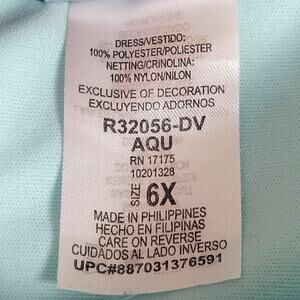 DRESS/VESTIDO:
100% POLYESTER/POLIESTER
NETTING/CRINOLINA:
100% NYLON/NILON
EXCLUSIVE OF DECORATION
EXCLUYENDO ADORNOS
R32056-DV
AQU
RN 17175
10201328
SIZE 6X
MADE IN PHILIPPINES
HECHO EN FILIPINAS
CARE ON REVERSE
CUIDADOS AL LADO INVERSO
UPC#887031376591